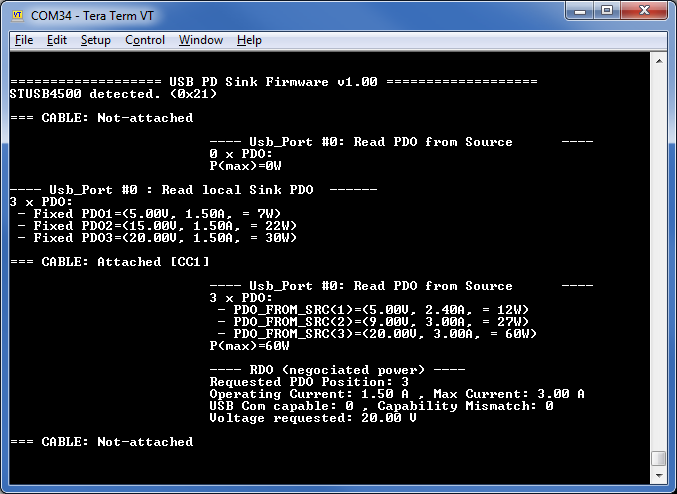 COM34 - Tera Term VT
File Edit Setup Control Window Help
=================== USB PD Sink Firmware v1.00 ===================
STUSB4500 detected. (0x21)
=== CABLE: Not-attached
---- Usb_Port #0: Read PDO from Source      ----
0 x PDO:
P(max)=0W
---- Usb_Port #0 : Read local Sink PDO  ------
3 x PDO:
- Fixed PDO1=(5.00V, 1.50A, = 7W)
- Fixed PDO2=(15.00V, 1.50A, = 22W)
- Fixed PDO3=(20.00V, 1.50A, = 30W)
=== CABLE: Attached [CC1]
---- Usb_Port #0: Read PDO from Source      ----
3 x PDO:
- PDO_FROM_SRC(1)=(5.00V, 2.40A, = 12W)
- PDO_FROM_SRC(2)=(9.00V, 3.00A, = 27W)
- PDO_FROM_SRC(3)=(20.00V, 3.00A, = 60W)
P(max)=60W
---- RDO (negociated power) ----
Requested PDO Position: 3
Operating Current: 1.50 A , Max Current: 3.00 A
USB Com capable: 0 , Capability Mismatch: 0
Voltage requested: 20.00 V
=== CABLE: Not-attached